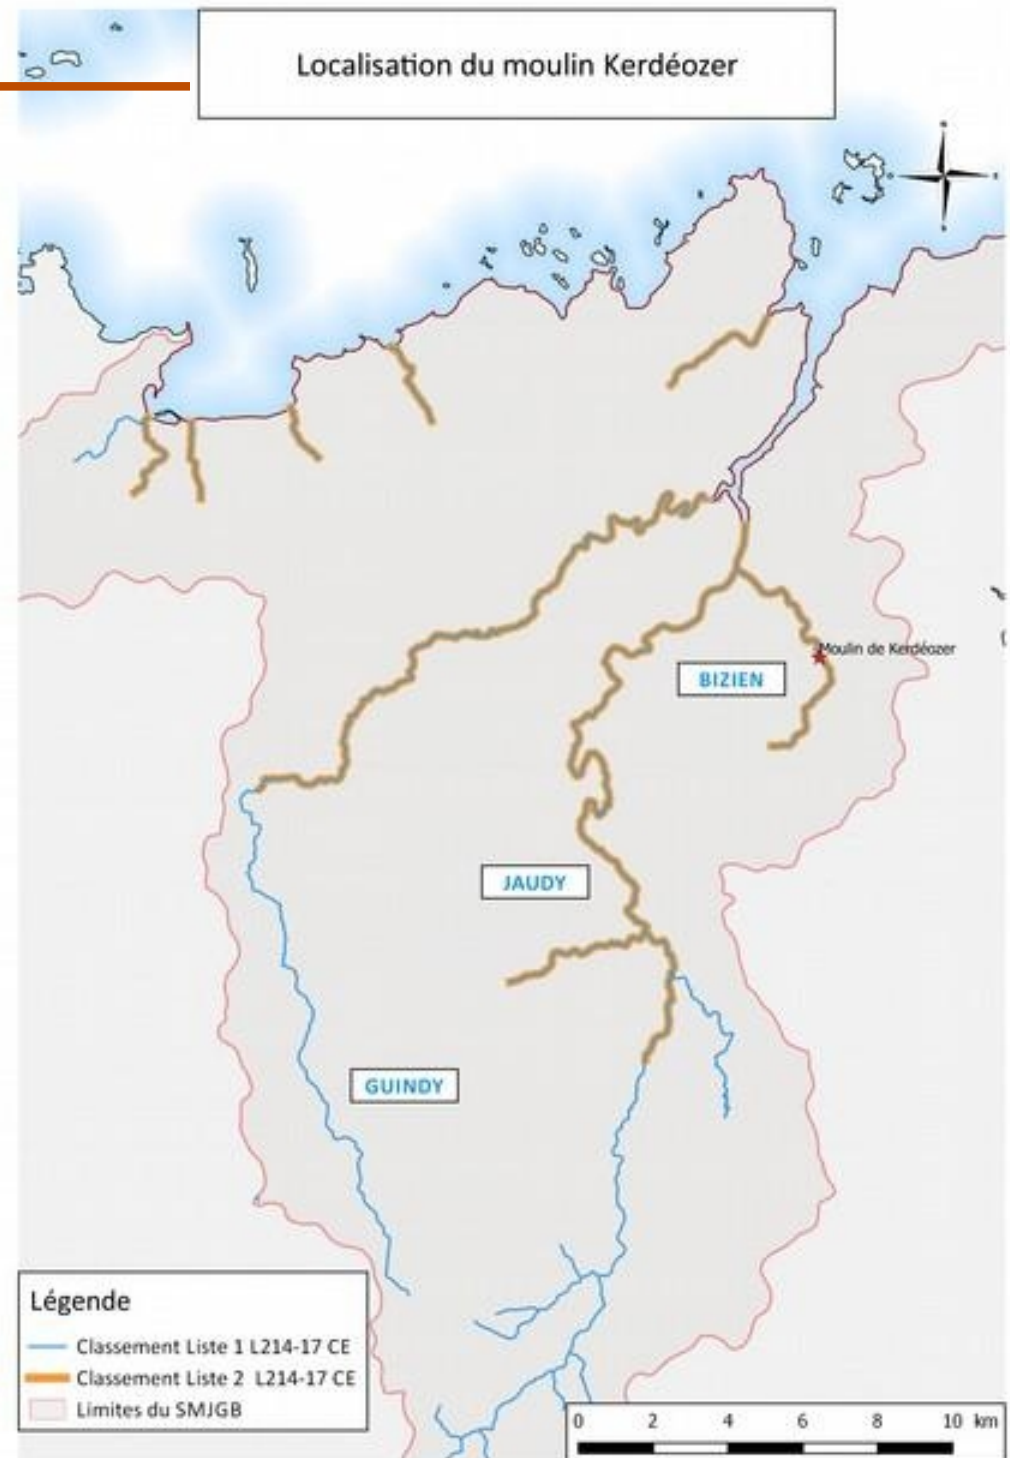 Localisation du moulin Kerdéozer
Moulin de Kerdéozer
BIZIEN
JAUDY
GUINDY
Légende
Classement Liste 1 L214-17 CE
Classement Liste 2 L214-17 CE
Limites du SMJGB
0 2 4 6 8 10 km